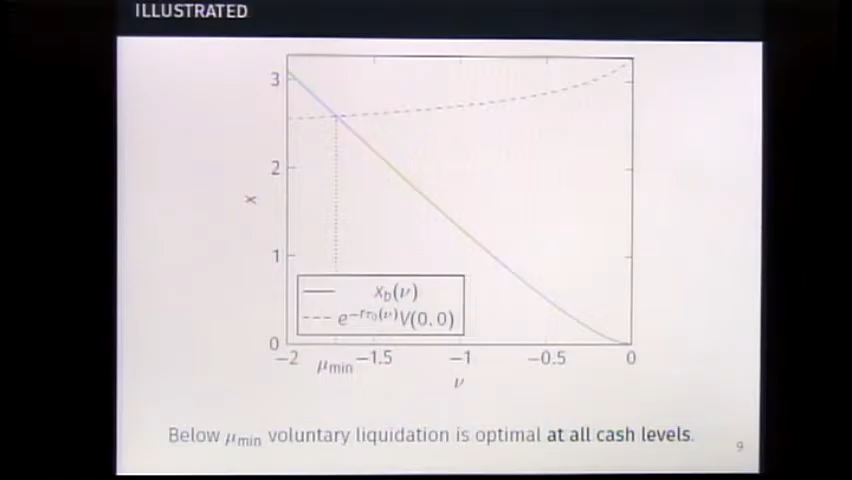 ILLUSTRATED
3
2
1
0
x
x_b(ν)
e^{−rτ_0(ν)}V(0, 0)
−2 −1.5 −1 −0.5 0
μ_min
ν
Below μ_min voluntary liquidation is optimal at all cash levels.
9